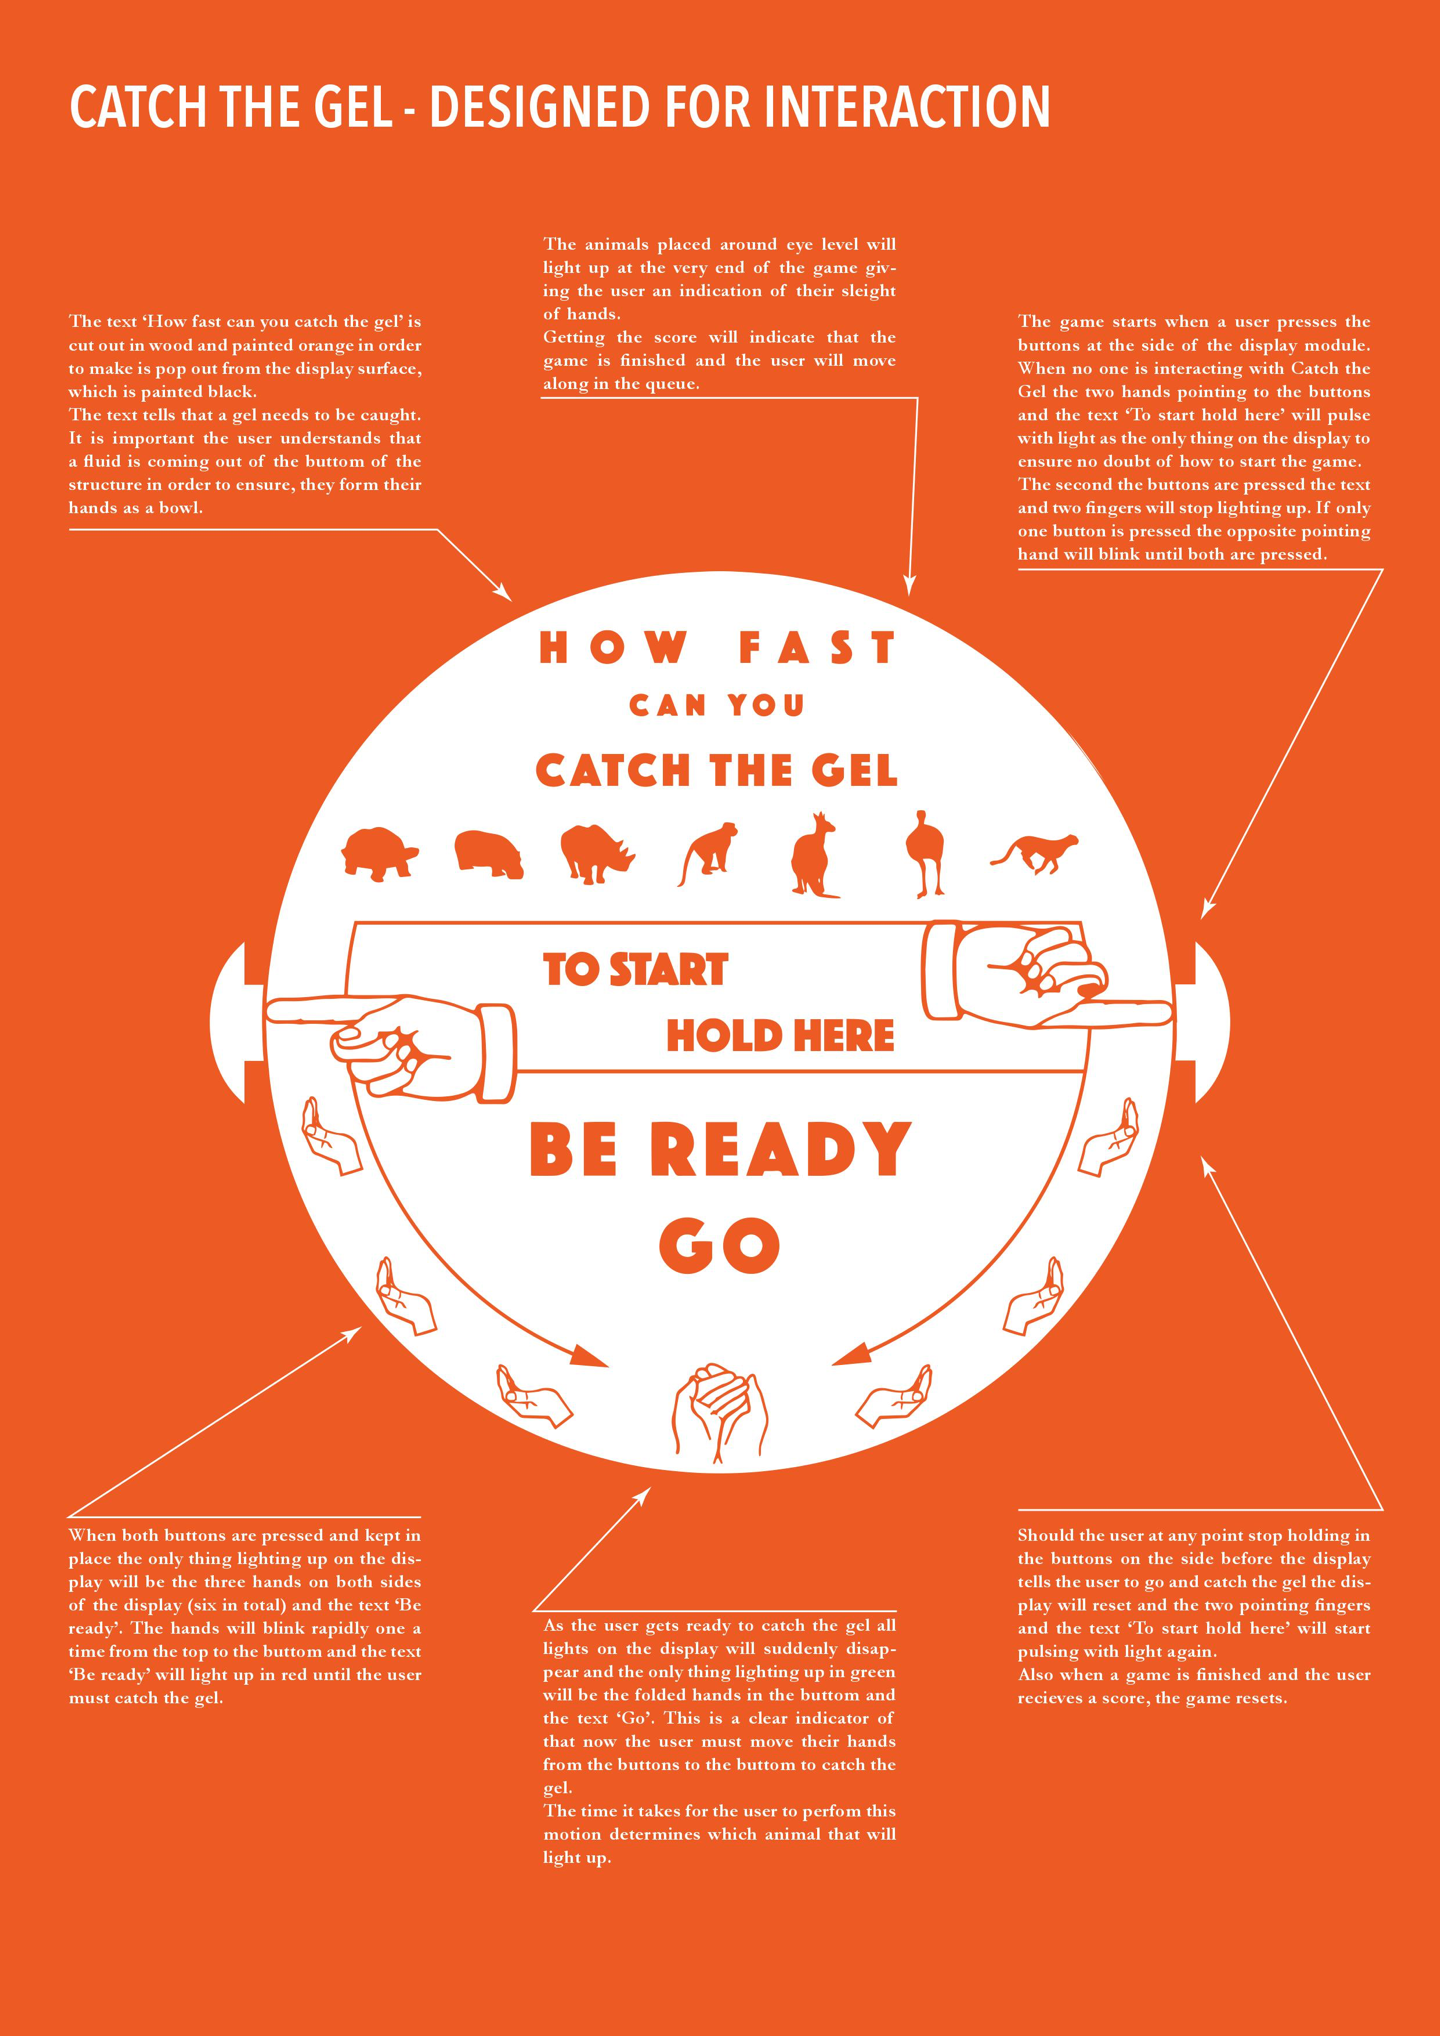 CATCH THE GEL - DESIGNED FOR INTERACTION
The animals placed around eye level will
light up at the very end of the game giv-
ing the user an indication of their sleight
of hands.
Getting the score will indicate that the
game is finished and the user will move
along in the queue.
The text ‘How fast can you catch the gel’ is
cut out in wood and painted orange in order
to make is pop out from the display surface,
which is painted black.
The text tells that a gel needs to be caught.
It is important the user understands that
a fluid is coming out of the buttom of the
structure in order to ensure, they form their
hands as a bowl.
The game starts when a user presses the
buttons at the side of the display module.
When no one is interacting with Catch the
Gel the two hands pointing to the buttons
and the text ‘To start hold here’ will pulse
with light as the only thing on the display to
ensure no doubt of how to start the game.
The second the buttons are pressed the text
and two fingers will stop lighting up. If only
one button is pressed the opposite pointing
hand will blink until both are pressed.
HOW FAST
CAN YOU
CATCH THE GEL
TO START
HOLD HERE
BE READY
GO
When both buttons are pressed and kept in
place the only thing lighting up on the dis-
play will be the three hands on both sides
of the display (six in total) and the text ‘Be
ready’. The hands will blink rapidly one a
time from the top to the buttom and the text
‘Be ready’ will light up in red until the user
must catch the gel.
As the user gets ready to catch the gel all
lights on the display will suddenly disap-
pear and the only thing lighting up in green
will be the folded hands in the buttom and
the text ‘Go’. This is a clear indicator of
that now the user must move their hands
from the buttons to the buttom to catch the
gel.
The time it takes for the user to perfom this
motion determines which animal that will
light up.
Should the user at any point stop holding in
the buttons on the side before the display
tells the user to go and catch the gel the dis-
play will reset and the two pointing fingers
and the text ‘To start hold here’ will start
pulsing with light again.
Also when a game is finished and the user
recieves a score, the game resets.